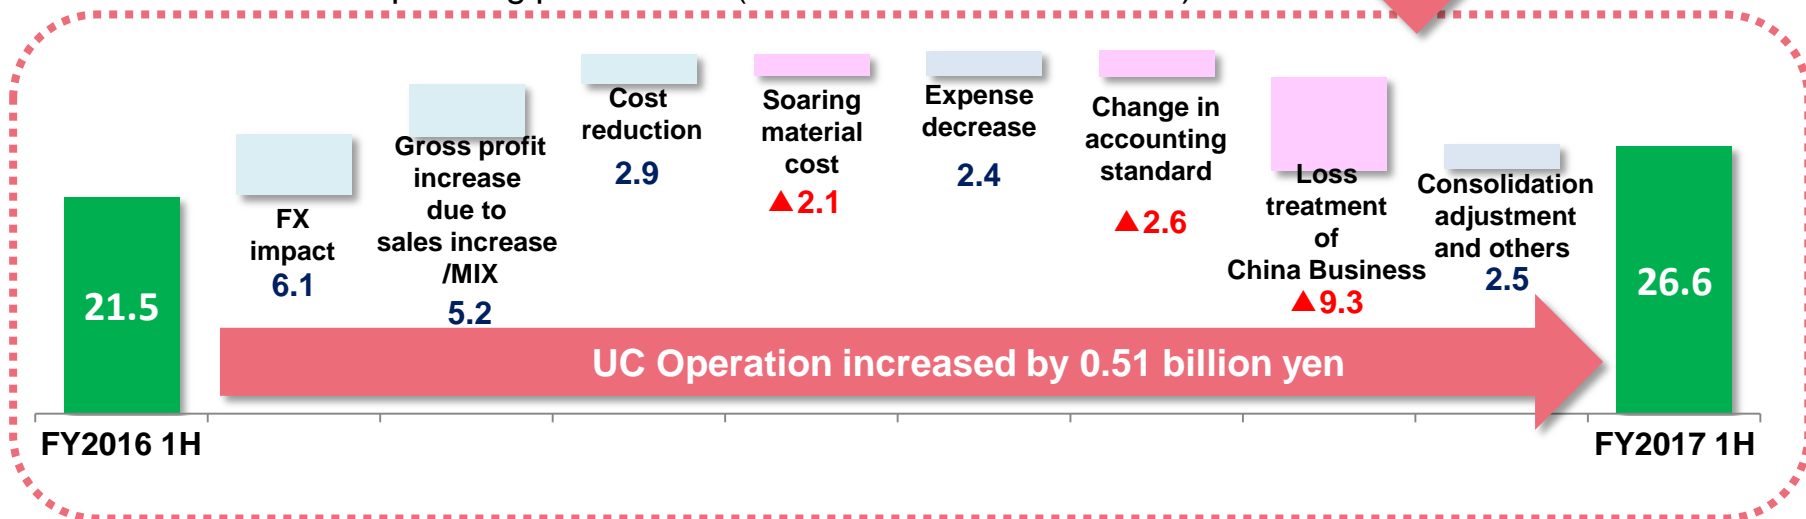 21.5
FX
impact
6.1
Gross profit
increase
due to
sales increase
/MIX
5.2
Cost
reduction
2.9
Soaring
material
cost
▲2.1
Expense
decrease
2.4
Change in
accounting
standard
▲2.6
Loss
treatment
of
China Business
▲9.3
Consolidation
adjustment
and others
2.5
26.6
UC Operation increased by 0.51 billion yen
FY2016 1H
FY2017 1H